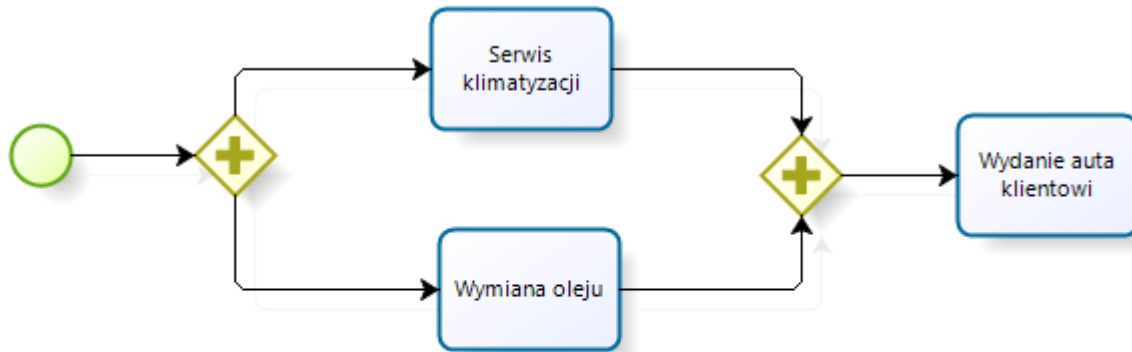 Serwis
klimatyzacji
Wymiana oleju
Wydanie auta
klientowi